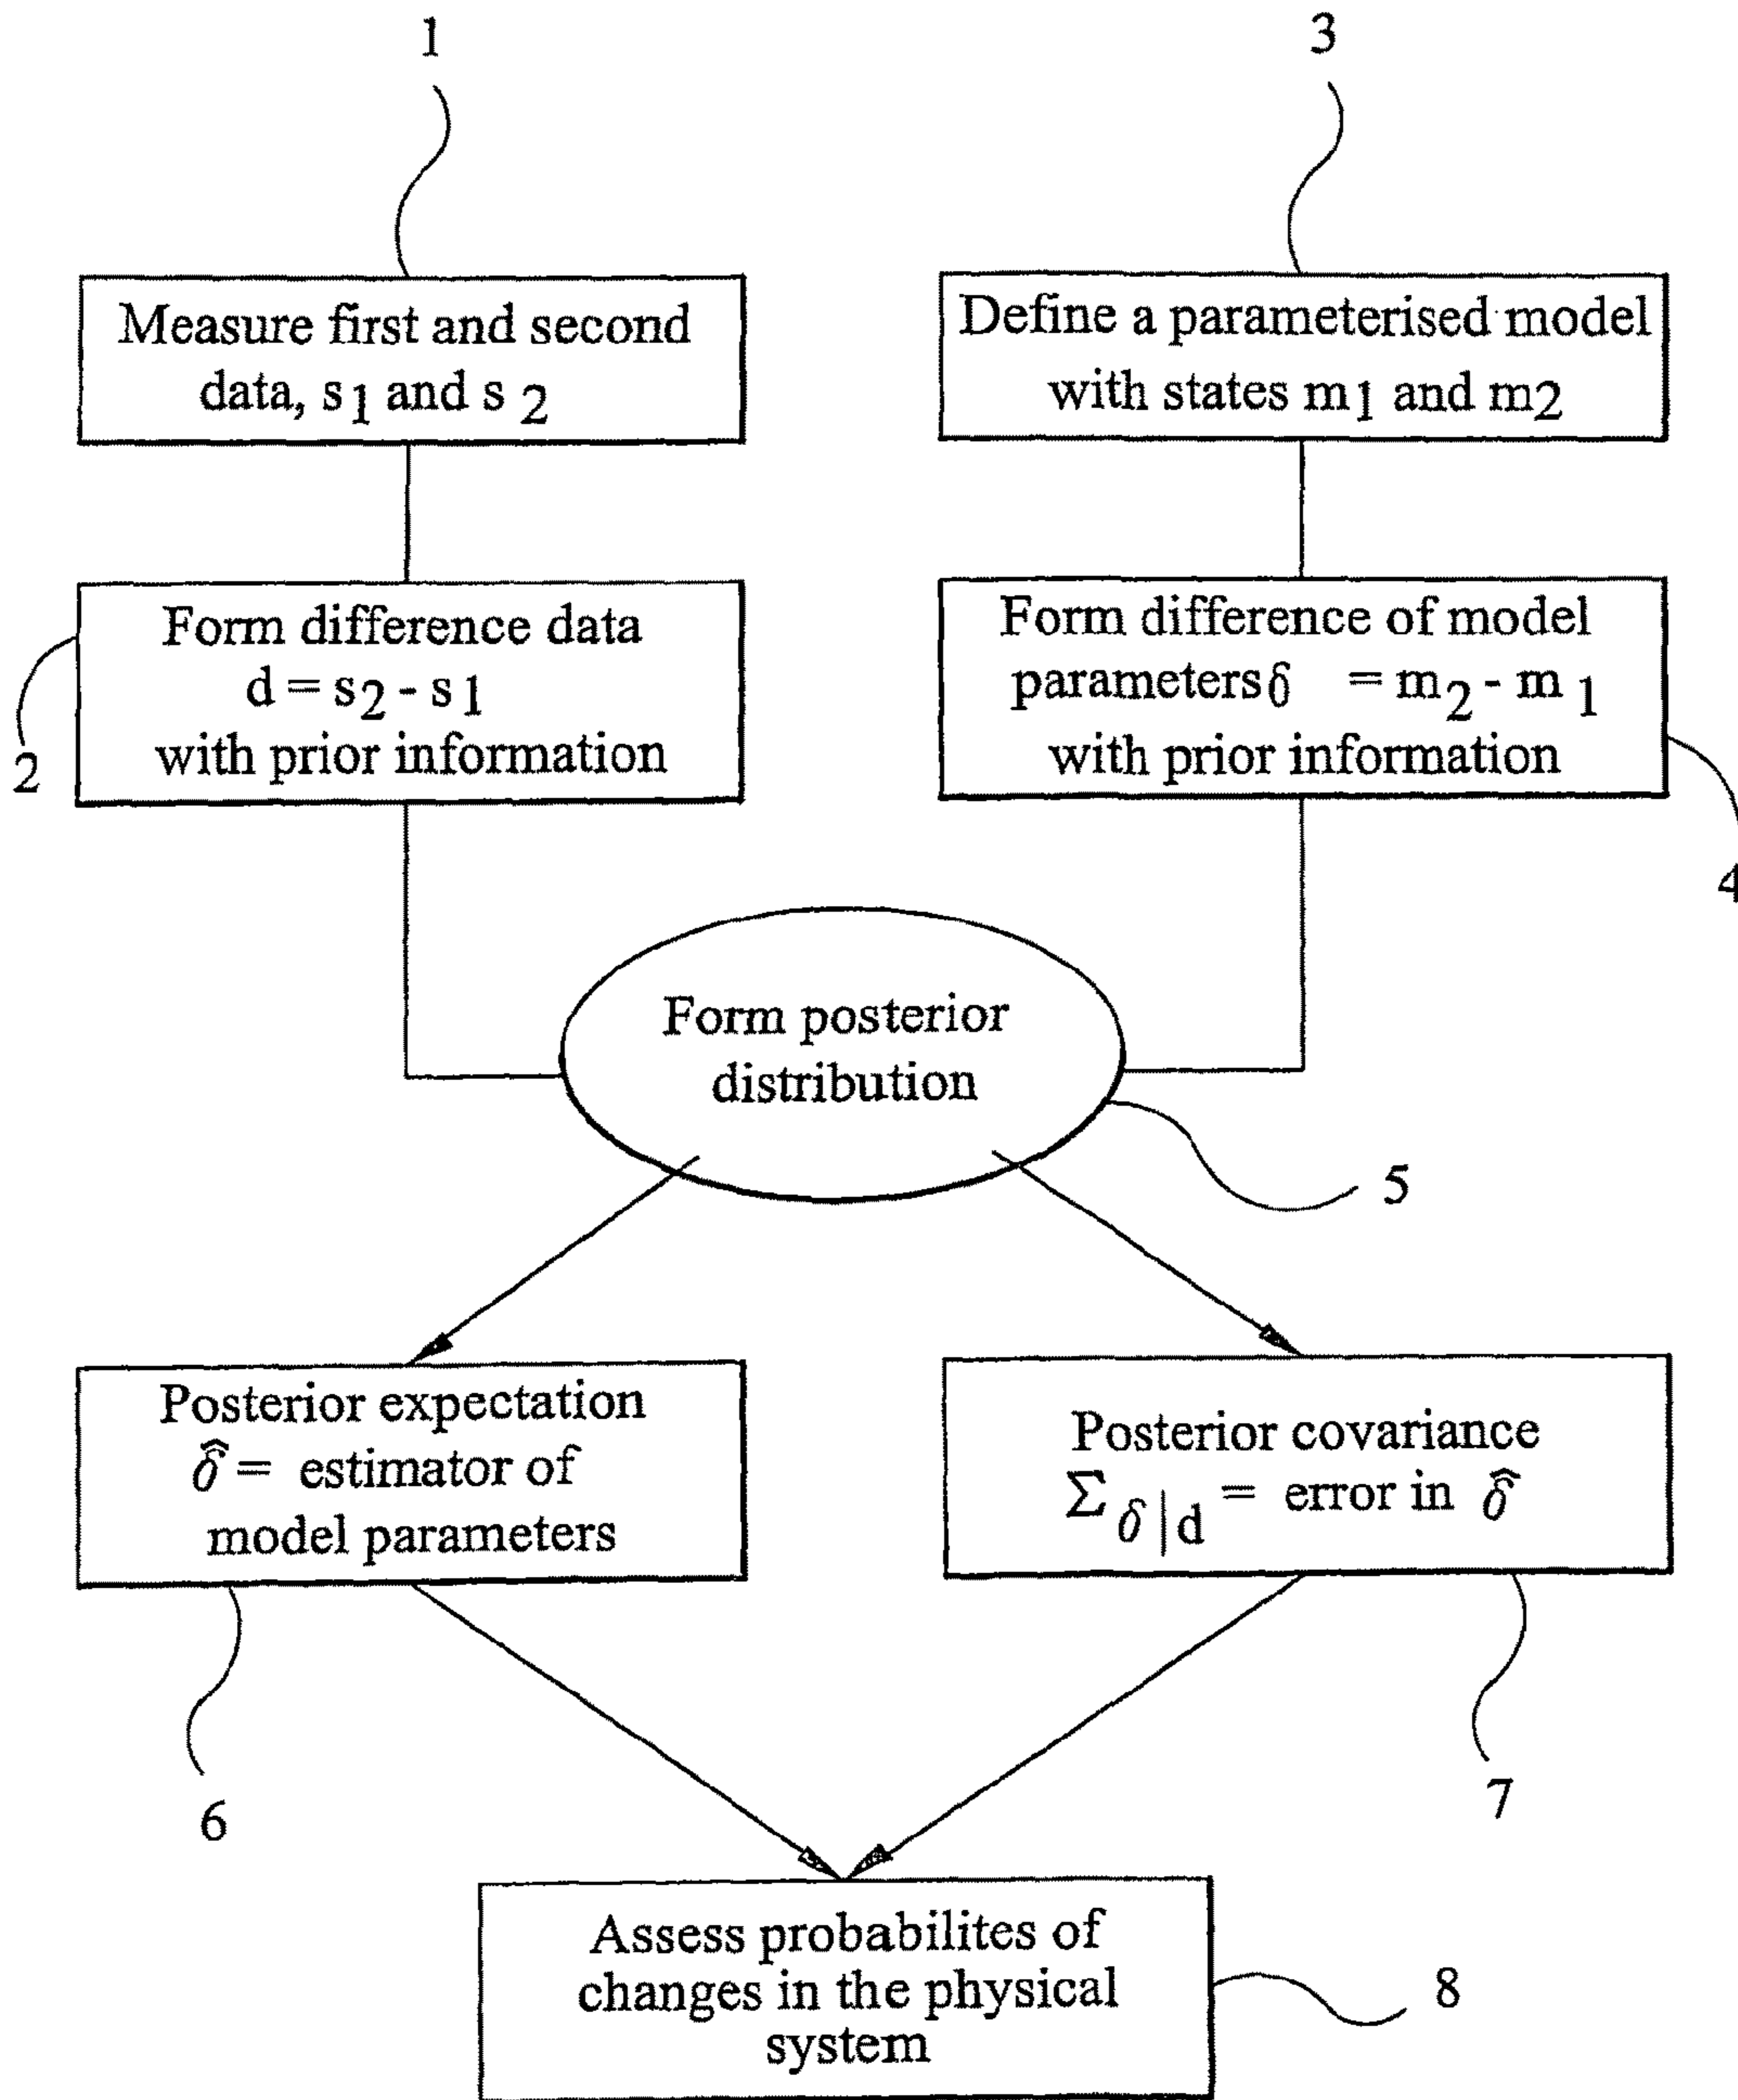 1
3
Measure first and second
data, s1 and s 2
Define a parameterised model
with states m1 and m2
Form difference data
d = s2 - s1
with prior information
2
Form difference of model
parameters δ = m2 - m 1
with prior information
4
Form posterior
distribution
5
Posterior expectation
δ̂ = estimator of
model parameters
Posterior covariance
Σ δ |d = error in δ̂
6
7
Assess probabilites of
changes in the physical
system
8